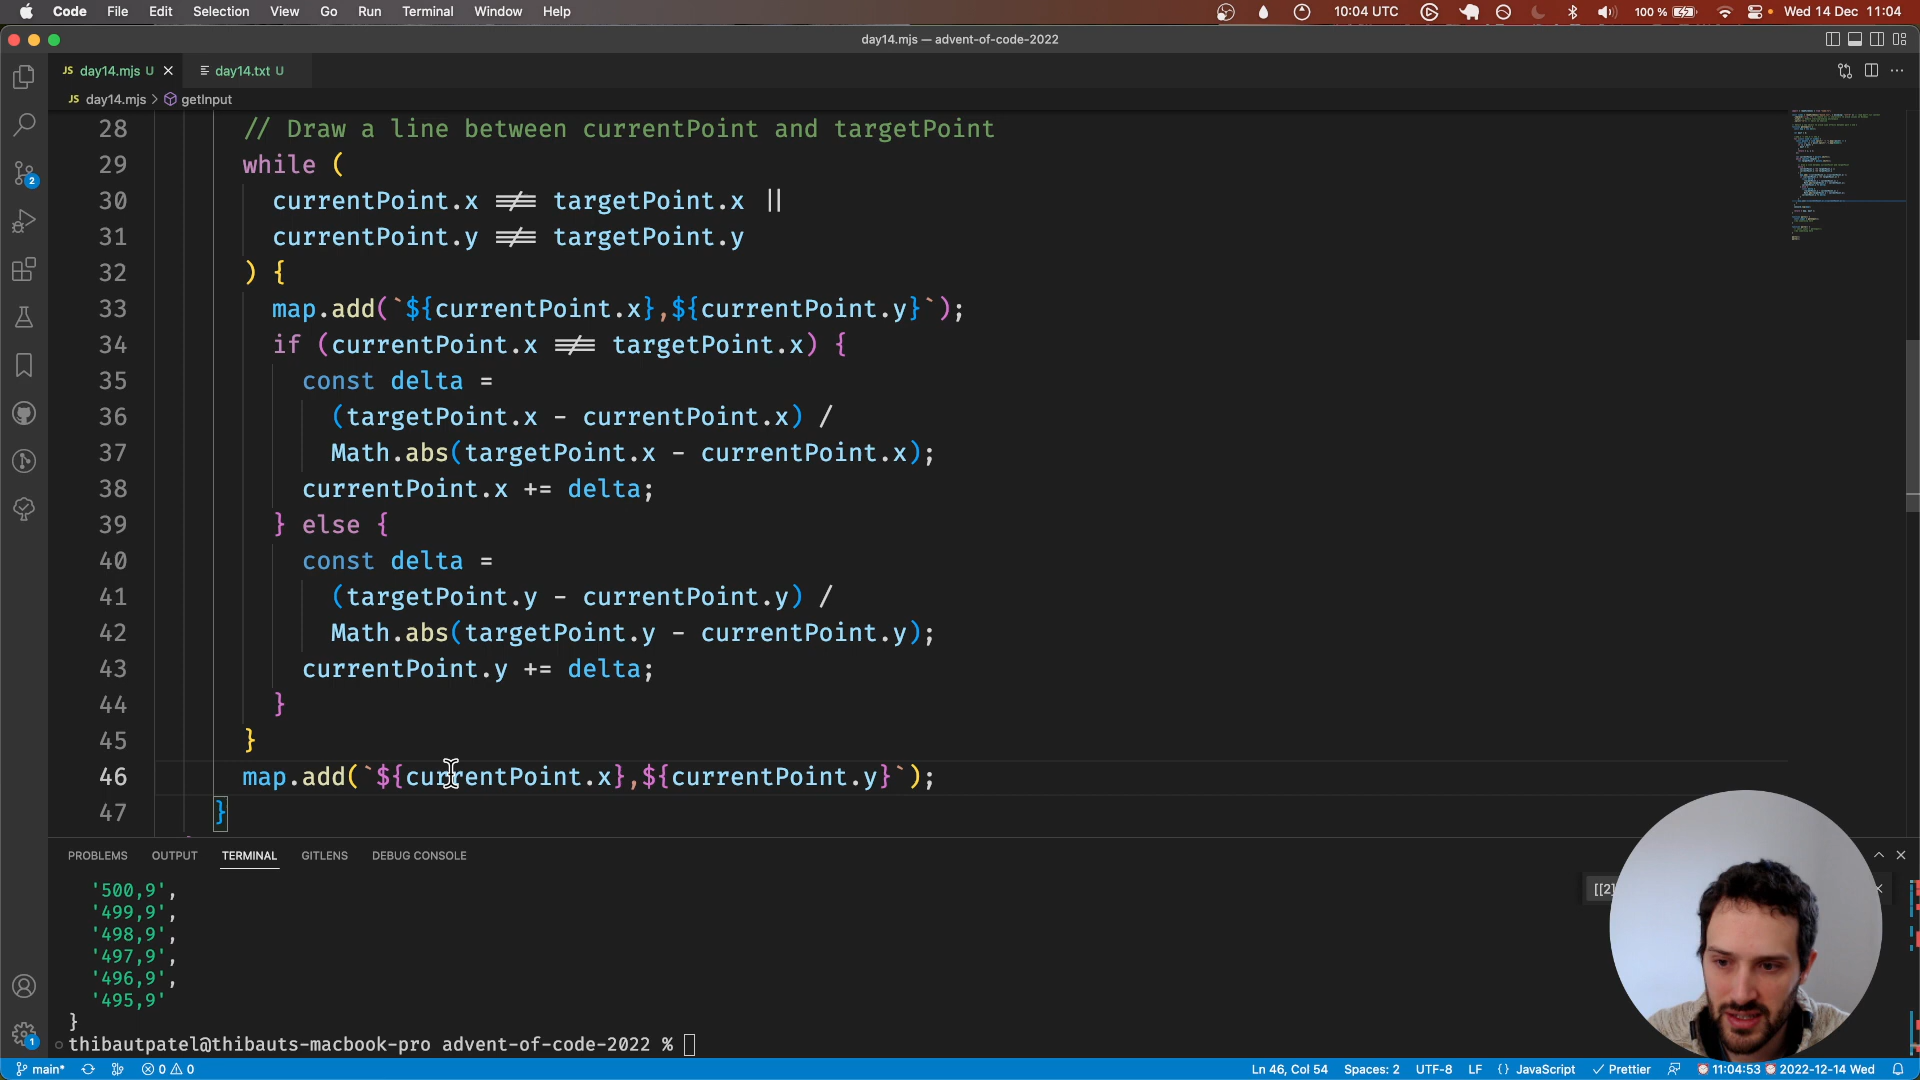 Code File Edit Selection View Go Run Terminal Window Help 10:04 UTC 100 % Wed 14 Dec 11:04
day14.mjs — advent-of-code-2022
JS day14.mjs U day14.txt U
JS day14.mjs > getInput
28 // Draw a line between currentPoint and targetPoint
29 while (
30 currentPoint.x !== targetPoint.x ||
31 currentPoint.y !== targetPoint.y
32 ) {
33 map.add(`${currentPoint.x},${currentPoint.y}`);
34 if (currentPoint.x !== targetPoint.x) {
35 const delta =
36 (targetPoint.x - currentPoint.x) /
37 Math.abs(targetPoint.x - currentPoint.x);
38 currentPoint.x += delta;
39 } else {
40 const delta =
41 (targetPoint.y - currentPoint.y) /
42 Math.abs(targetPoint.y - currentPoint.y);
43 currentPoint.y += delta;
44 }
45 }
46 map.add(`${currentPoint.x},${currentPoint.y}`);
47 }
PROBLEMS OUTPUT TERMINAL GITLENS DEBUG CONSOLE
'500,9',
'499,9',
'498,9',
'497,9',
'496,9',
'495,9'
}
thibautpatel@thibauts-macbook-pro advent-of-code-2022 %
[[2]
2
1
main* 0 0 Ln 46, Col 54 Spaces: 2 UTF-8 LF {} JavaScript Prettier 11:04:53 2022-12-14 Wed